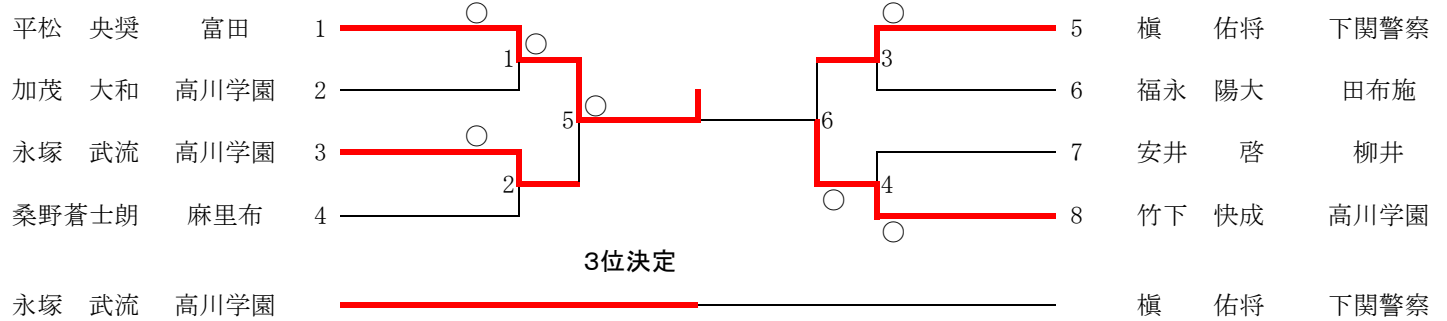 平松 央奨 富田 1 ○ ○ 5 槇 佑将 下関警察
1 ○ 3
加茂 大和 高川学園 2 6 福永 陽大 田布施
5 ○ 6
永塚 武流 高川学園 3 ○ 7 安井 啓 柳井
2 ○ 4
桑野蒼士朗 麻里布 4 ○ 8 竹下 快成 高川学園
3位決定
永塚 武流 高川学園 槇 佑将 下関警察